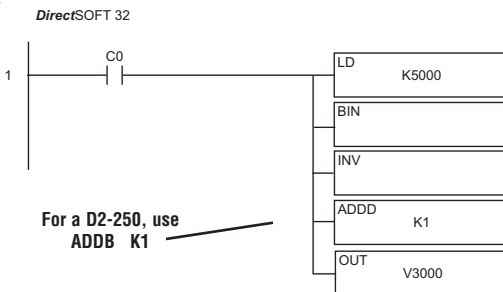 DirectSOFT 32
C0
1
LD
K5000
BIN
INV
ADDD
K1
For a D2-250, use
ADDB K1
OUT
V3000